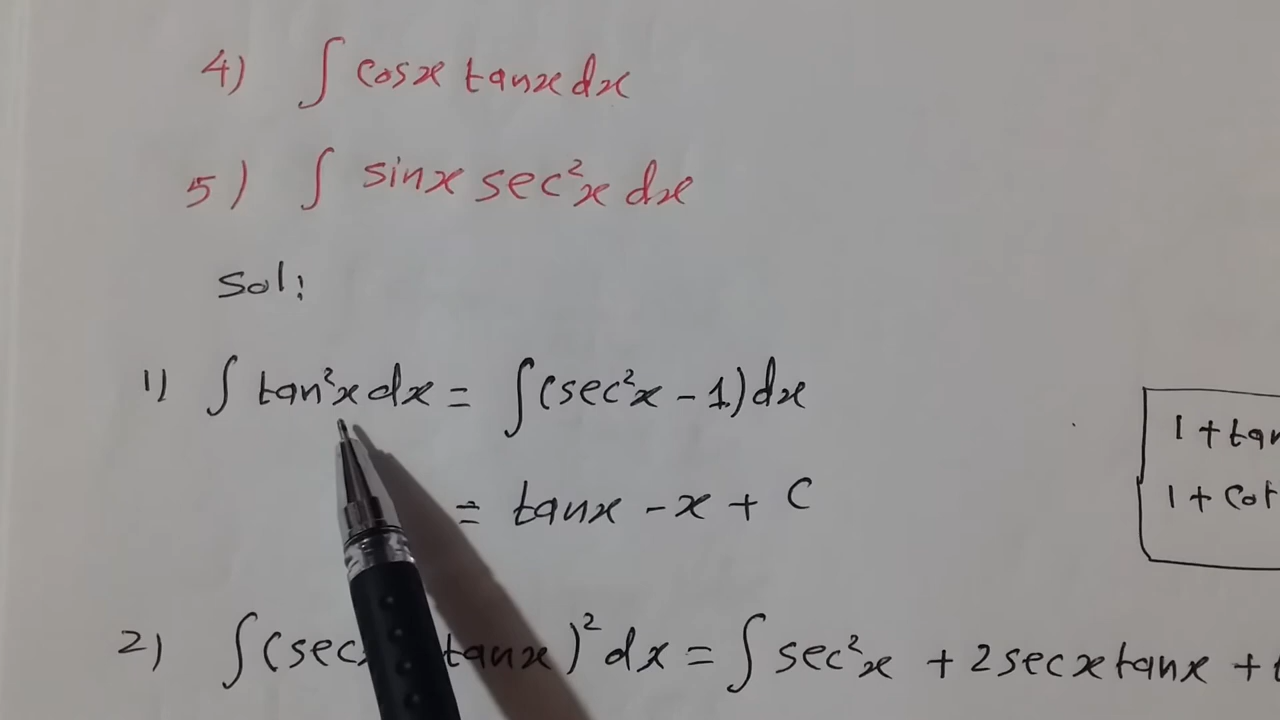 4) ∫ cosx tanx dx
5) ∫ sinx sec²x dx
Sol:
1) ∫ tan²x dx = ∫(sec²x - 1)dx
= tanx - x + C
1 + tan
1 + cot
2) ∫(sec tanx)² dx = ∫ sec²x + 2secx tanx +